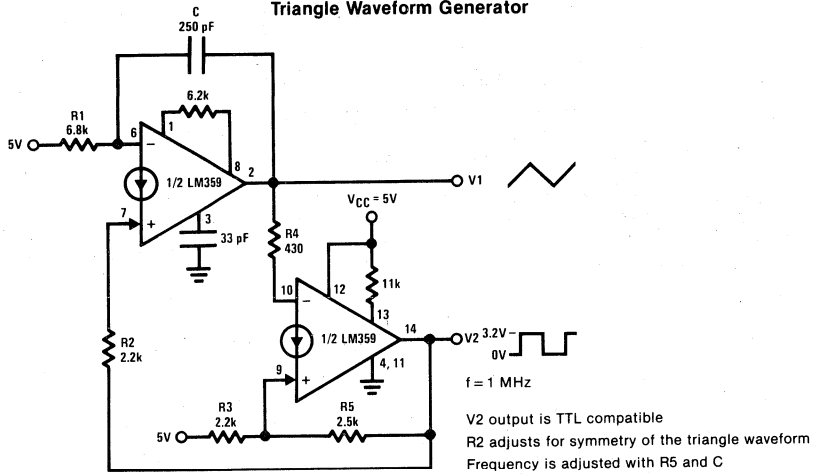 Triangle Waveform Generator
C
250 pF
R1
6.8k
5V
6.2k
6
1
−
8
2
1/2 LM359
V1
7
+
3
33 pF
VCC = 5V
R4
430
10
−
12
11k
13
1/2 LM359
14
V2
3.2V
0V
9
+
4, 11
f = 1 MHz
R2
2.2k
R3
2.2k
5V
R5
2.5k
V2 output is TTL compatible
R2 adjusts for symmetry of the triangle waveform
Frequency is adjusted with R5 and C